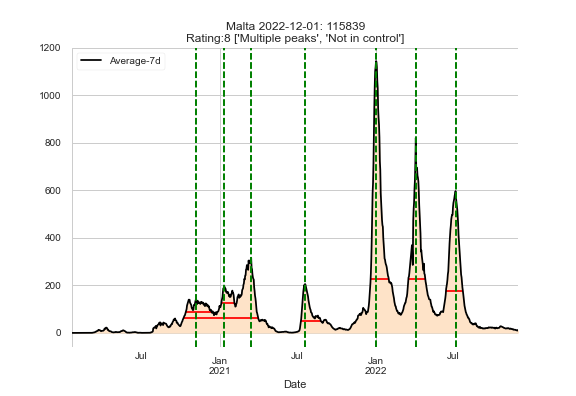 Malta 2022-12-01: 115839
Rating:8 ['Multiple peaks', 'Not in control']
Average-7d
1200
1000
800
600
400
200
0
Jul
Jan
2021
Jul
Jan
2022
Jul
Date